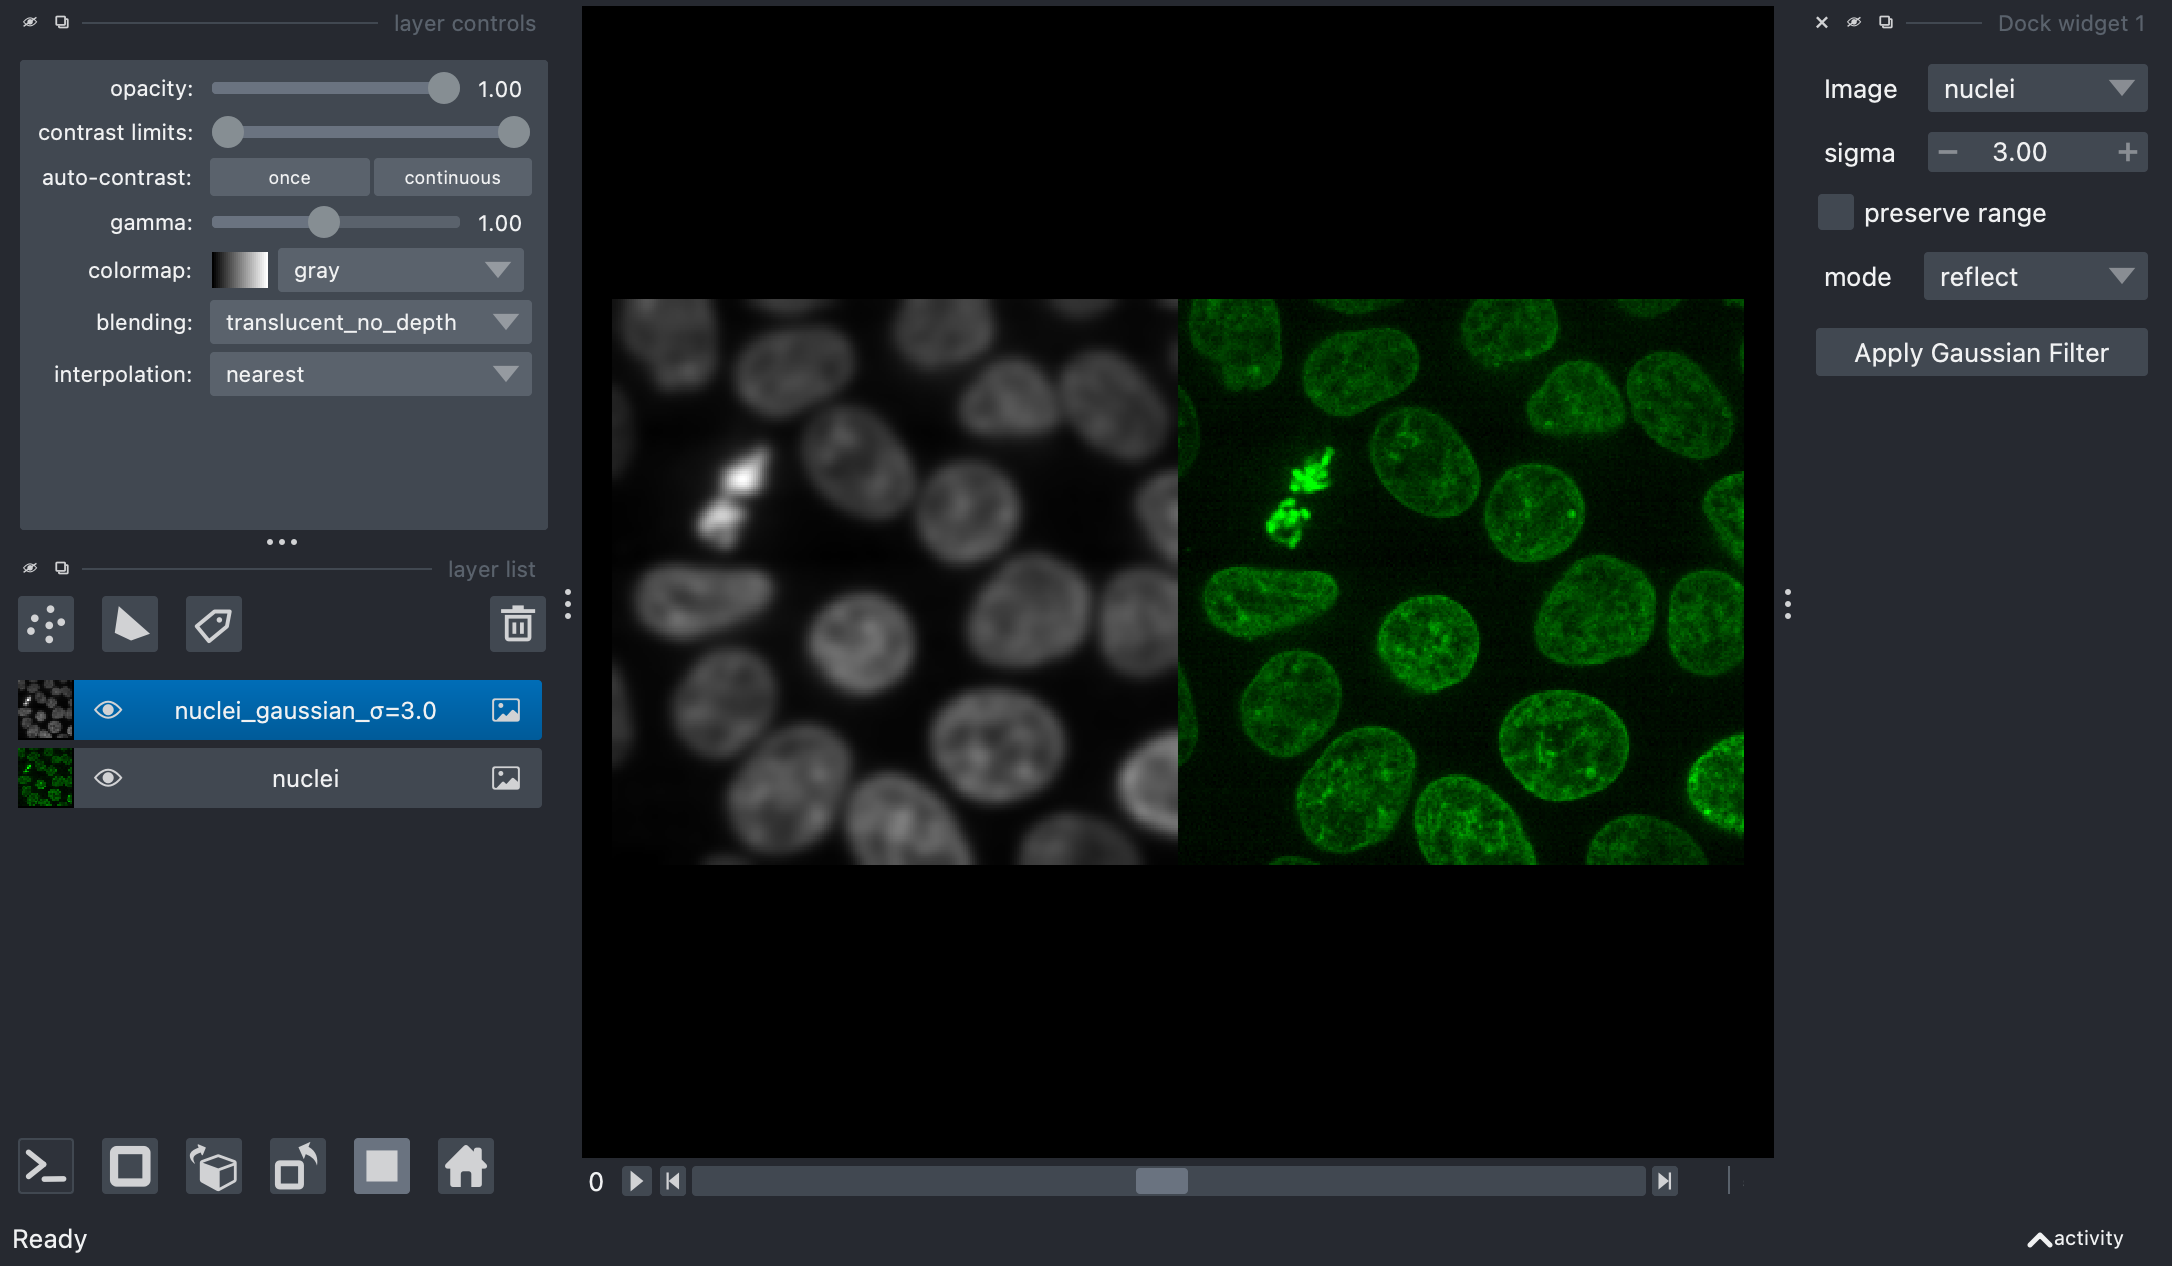 layer controls
opacity: 1.00
contrast limits:
auto-contrast: once continuous
gamma: 1.00
colormap: gray
blending: translucent_no_depth
interpolation: nearest
layer list
nuclei_gaussian_σ=3.0
nuclei
Ready
0
Dock widget 1
Image nuclei
sigma 3.00
preserve range
mode reflect
Apply Gaussian Filter
activity